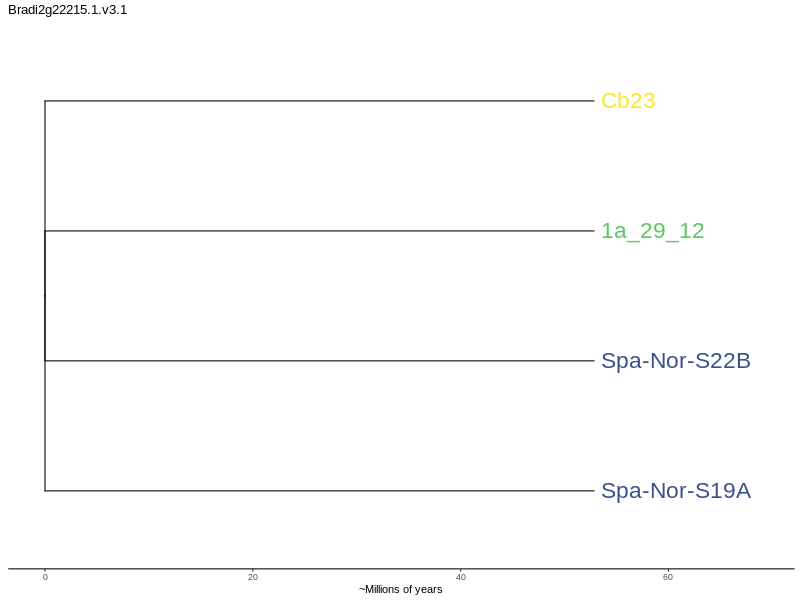 Bradi2g22215.1.v3.1
Cb23
1a_29_12
Spa-Nor-S22B
Spa-Nor-S19A
0 20 40 60
~Millions of years